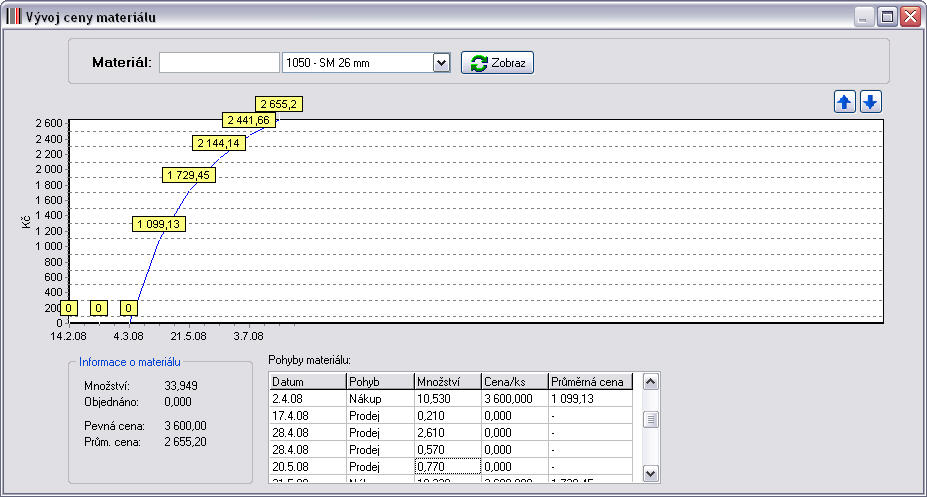 Vývoj ceny materiálu
Materiál: 1050 - SM 26 mm Zobraz
2 655,2
2 441,66
2 144,14
1 729,45
1 099,13
0 0 0
Kč
2 600
2 400
2 200
2 000
1 800
1 600
1 400
1 200
1 000
800
600
400
200
0
14.2.08 4.3.08 21.5.08 3.7.08
Informace o materiálu
Množství: 33,949
Objednáno: 0,000
Pevná cena: 3 600,00
Prům. cena: 2 655,20
Pohyby materiálu:
Datum Pohyb Množství Cena/ks Průměrná cena
2.4.08 Nákup 10,530 3 600,000 1 099,13
17.4.08 Prodej 0,210 0,000 -
28.4.08 Prodej 2,610 0,000 -
28.4.08 Prodej 0,570 0,000 -
20.5.08 Prodej 0,770 0,000 -